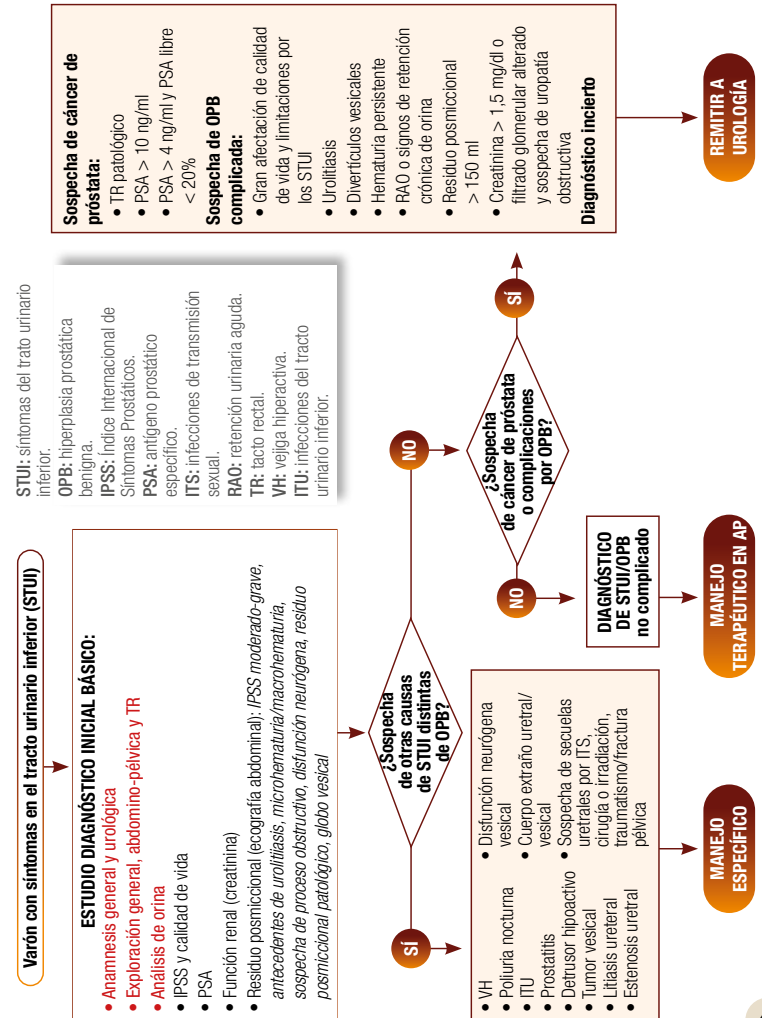 Varón con síntomas en el tracto urinario inferior (STUI)
ESTUDIO DIAGNÓSTICO INICIAL BÁSICO:
• Anamnesis general y urológica
• Exploración general, abdomino-pélvica y TR
• Análisis de orina
• IPSS y calidad de vida
• PSA
• Función renal (creatinina)
• Residuo posmiccional (ecografía abdominal): IPSS moderado-grave,
antecedentes de urolitiasis, microhematuria/macrohematuria,
sospecha de proceso obstructivo, disfunción neurógena, residuo
posmiccional patológico, globo vesical
STUI: síntomas del trato urinario
inferior.
OPB: hiperplasia prostática
benigna.
IPSS: Índice Internacional de
Síntomas Prostáticos.
PSA: antígeno prostático
específico.
ITS: infecciones de transmisión
sexual.
RAO: retención urinaria aguda.
TR: tacto rectal.
VH: vejiga hiperactiva.
ITU: infecciones del tracto
urinario inferior.
¿Sospecha
de otras causas
de STUI distintas
de OPB?
SÍ
NO
• VH
• Poliuria nocturna
• ITU
• Prostatitis
• Detrusor hipoactivo
• Tumor vesical
• Litiasis ureteral
• Estenosis uretral
• Disfunción neurógena
vesical
• Cuerpo extraño uretral/
vesical
• Sospecha de secuelas
uretrales por ITS,
cirugía o irradiación,
traumatismo/fractura
pélvica
MANEJO
ESPECÍFICO
¿Sospecha
de cáncer de próstata
o complicaciones
por OPB?
NO
SÍ
DIAGNÓSTICO
DE STUI/OPB
no complicado
MANEJO
TERAPÉUTICO EN AP
Sospecha de cáncer de
próstata:
• TR patológico
• PSA > 10 ng/ml
• PSA > 4 ng/ml y PSA libre
< 20%
Sospecha de OPB
complicada:
• Gran afectación de calidad
de vida y limitaciones por
los STUI
• Urolitiasis
• Divertículos vesicales
• Hematuria persistente
• RAO o signos de retención
crónica de orina
• Residuo posmiccional
> 150 ml
• Creatinina > 1,5 mg/dl o
filtrado glomerular alterado
y sospecha de uropatía
obstructiva
Diagnóstico incierto
REMITIR A
UROLOGÍA